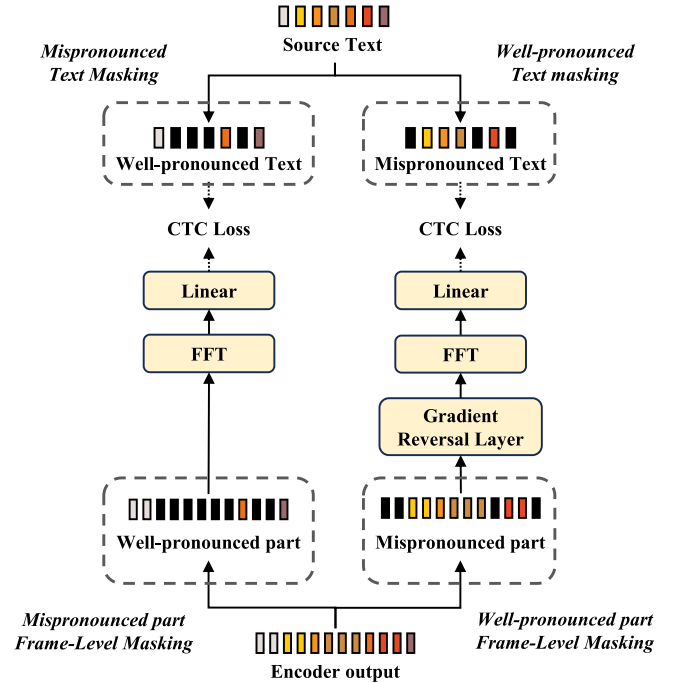 Source Text
Mispronounced
Text Masking
Well-pronounced
Text masking
Well-pronounced Text
Mispronounced Text
CTC Loss
CTC Loss
Linear
Linear
FFT
FFT
Gradient
Reversal Layer
Well-pronounced part
Mispronounced part
Mispronounced part
Frame-Level Masking
Well-pronounced part
Frame-Level Masking
Encoder output